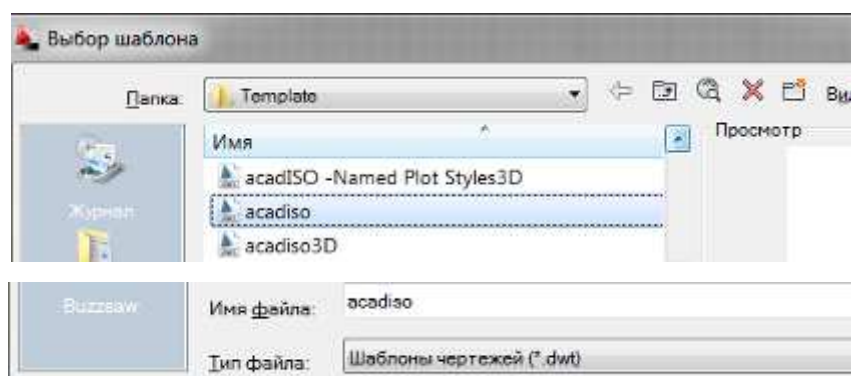 Выбор шаблона
Папка: Template Ви
Имя Просмотр
acadISO -Named Plot Styles3D
Журнал acadiso
acadiso3D
Buzzsaw Имя файла: acadiso
Тип файла: Шаблоны чертежей (*.dwt)